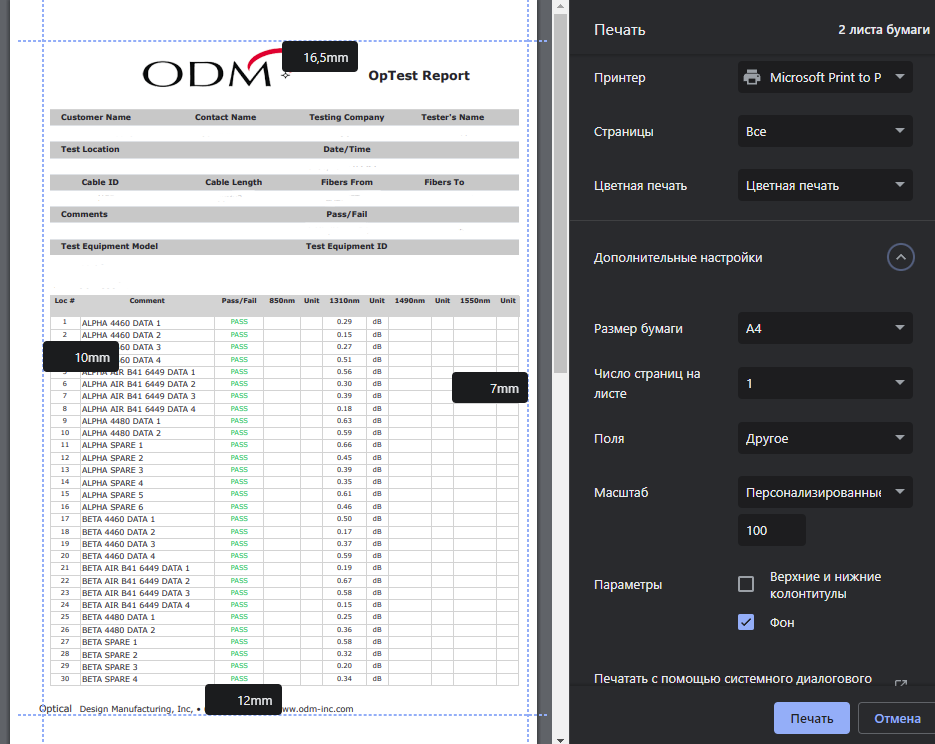 ODM
16,5mm
OpTest Report
Customer Name Contact Name Testing Company Tester's Name
Test Location Date/Time
Cable ID Cable Length Fibers From Fibers To
Comments Pass/Fail
Test Equipment Model Test Equipment ID
Loc # Comment Pass/Fail 850nm Unit 1310nm Unit 1490nm Unit 1550nm Unit
1 ALPHA 4460 DATA 1 PASS 0.29 dB
2 ALPHA 4460 DATA 2 PASS 0.15 dB
60 DATA 3 PASS 0.27 dB
10mm
60 DATA 4 PASS 0.51 dB
5 ALPHA AIR B41 6449 DATA 1 PASS 0.56 dB
6 ALPHA AIR B41 6449 DATA 2 PASS 0.30 dB
7mm
7 ALPHA AIR B41 6449 DATA 3 PASS 0.39 dB
8 ALPHA AIR B41 6449 DATA 4 PASS 0.18 dB
9 ALPHA 4480 DATA 1 PASS 0.63 dB
10 ALPHA 4480 DATA 2 PASS 0.59 dB
11 ALPHA SPARE 1 PASS 0.66 dB
12 ALPHA SPARE 2 PASS 0.45 dB
13 ALPHA SPARE 3 PASS 0.39 dB
14 ALPHA SPARE 4 PASS 0.35 dB
15 ALPHA SPARE 5 PASS 0.61 dB
16 ALPHA SPARE 6 PASS 0.46 dB
17 BETA 4460 DATA 1 PASS 0.50 dB
18 BETA 4460 DATA 2 PASS 0.17 dB
19 BETA 4460 DATA 3 PASS 0.37 dB
20 BETA 4460 DATA 4 PASS 0.59 dB
21 BETA AIR B41 6449 DATA 1 PASS 0.19 dB
22 BETA AIR B41 6449 DATA 2 PASS 0.67 dB
23 BETA AIR B41 6449 DATA 3 PASS 0.58 dB
24 BETA AIR B41 6449 DATA 4 PASS 0.15 dB
25 BETA 4480 DATA 1 PASS 0.25 dB
26 BETA 4480 DATA 2 PASS 0.36 dB
27 BETA SPARE 1 PASS 0.58 dB
28 BETA SPARE 2 PASS 0.32 dB
29 BETA SPARE 3 PASS 0.20 dB
30 BETA SPARE 4 PASS 0.34 dB
12mm
Optical Design Manufacturing, Inc, • www.odm-inc.com
Печать 2 листа бумаги
Принтер Microsoft Print to P
Страницы Все
Цветная печать Цветная печать
Дополнительные настройки
Размер бумаги A4
Число страниц на
листе 1
Поля Другое
Масштаб Персонализированные
100
Параметры Верхние и нижние
колонтитулы
Фон
Печатать с помощью системного диалогового
Печать Отмена